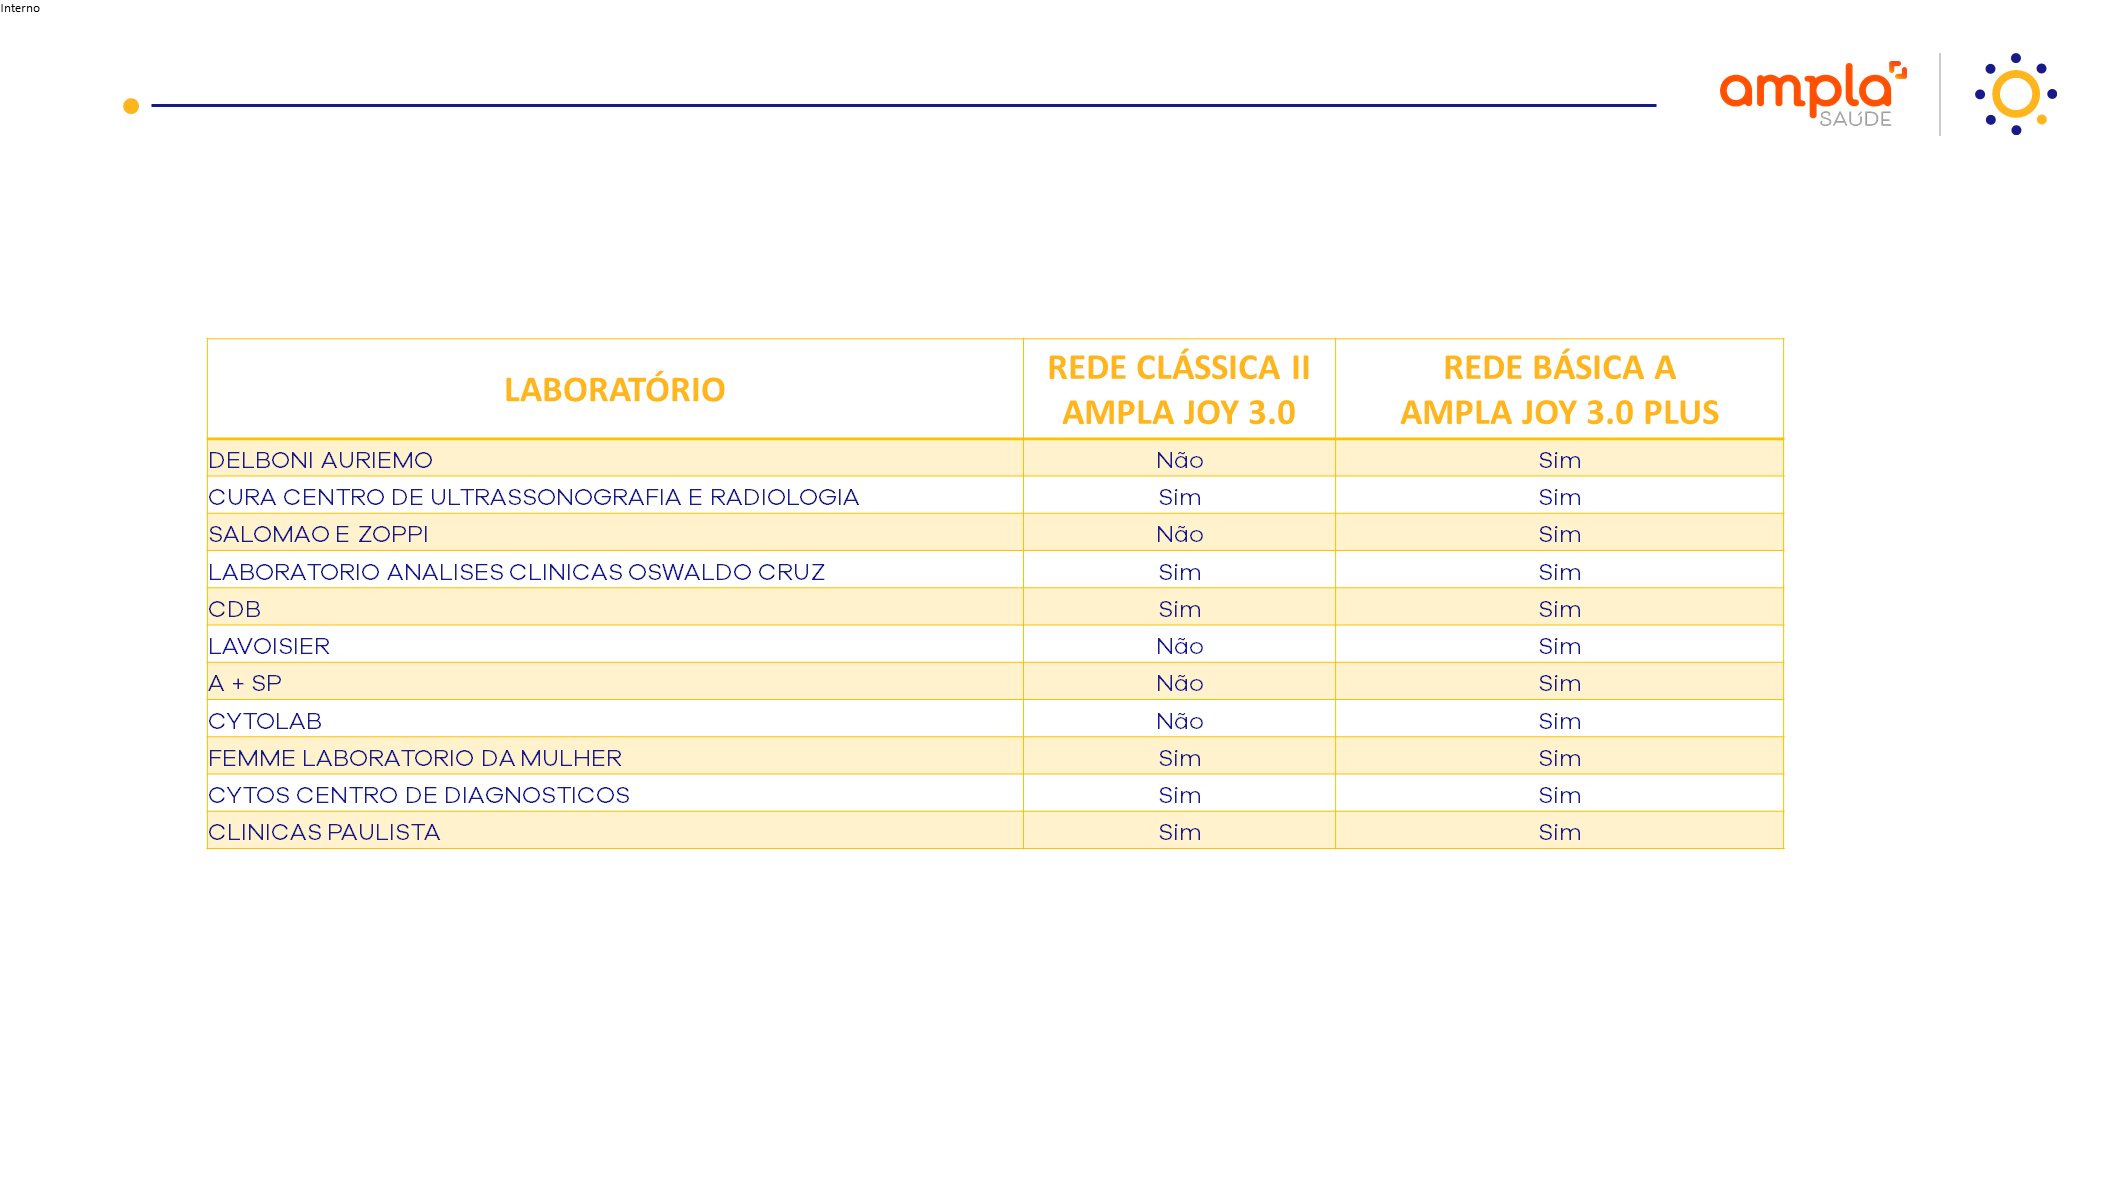 Interno
ampla
SAÚDE
LABORATÓRIO REDE CLÁSSICA II AMPLA JOY 3.0 REDE BÁSICA A AMPLA JOY 3.0 PLUS
DELBONI AURIEMO Não Sim
CURA CENTRO DE ULTRASSONOGRAFIA E RADIOLOGIA Sim Sim
SALOMAO E ZOPPI Não Sim
LABORATORIO ANALISES CLINICAS OSWALDO CRUZ Sim Sim
CDB Sim Sim
LAVOISIER Não Sim
A + SP Não Sim
CYTOLAB Não Sim
FEMME LABORATORIO DA MULHER Sim Sim
CYTOS CENTRO DE DIAGNOSTICOS Sim Sim
CLINICAS PAULISTA Sim Sim